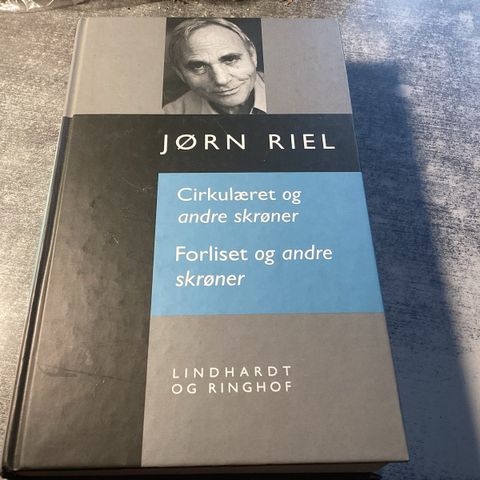 JØRN RIEL
Cirkulæret og
andre skrøner
Forliset og andre
skrøner
LINDHARDT
OG RINGHOF